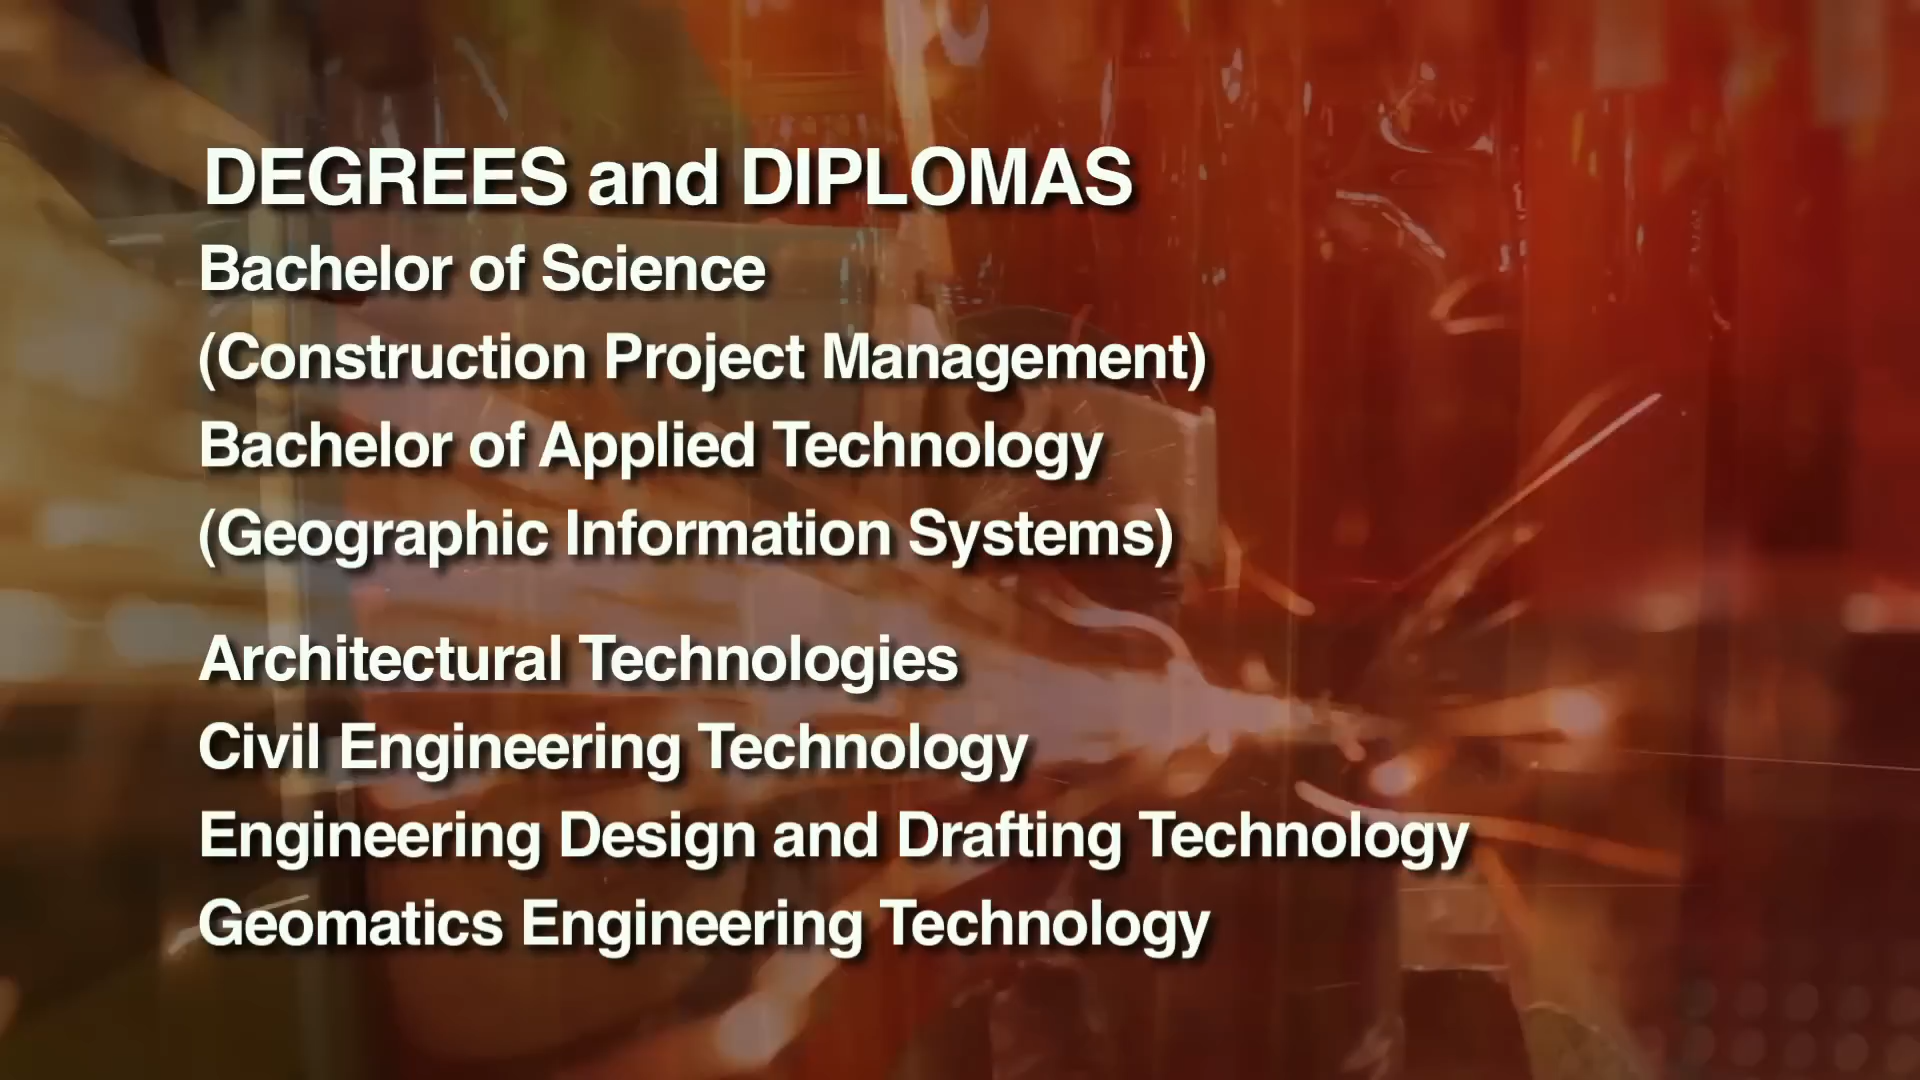 DEGREES and DIPLOMAS
Bachelor of Science
(Construction Project Management)
Bachelor of Applied Technology
(Geographic Information Systems)
Architectural Technologies
Civil Engineering Technology
Engineering Design and Drafting Technology
Geomatics Engineering Technology